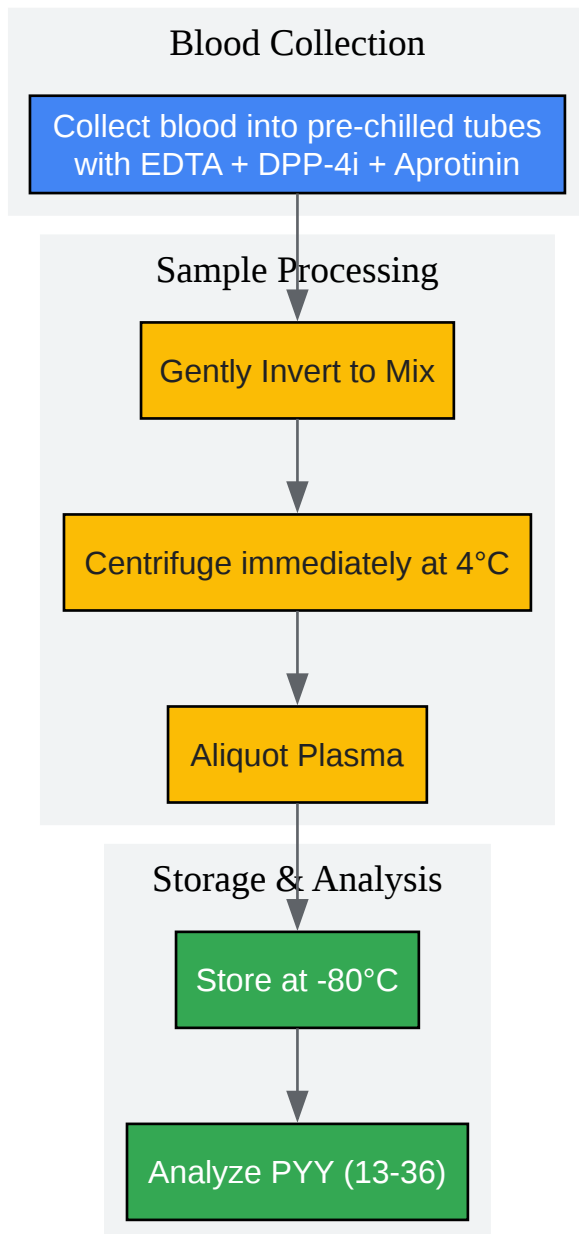 Blood Collection
Collect blood into pre-chilled tubes
with EDTA + DPP-4i + Aprotinin
Sample Processing
Gently Invert to Mix
Centrifuge immediately at 4°C
Aliquot Plasma
Storage & Analysis
Store at -80°C
Analyze PYY (13-36)